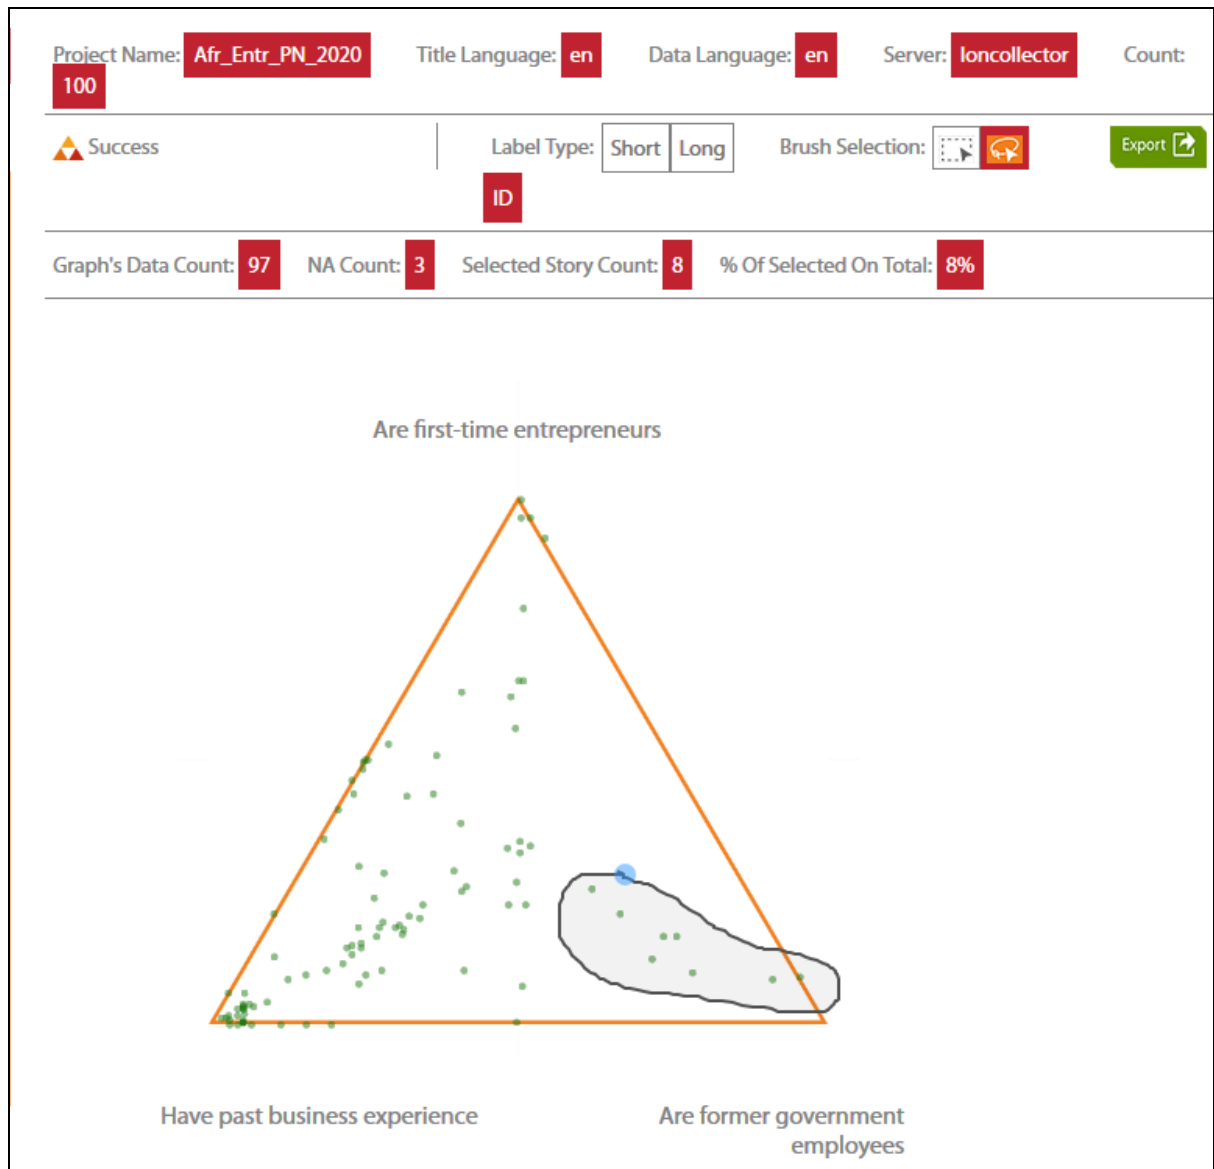 Project Name: Afr_Entr_PN_2020 Title Language: en Data Language: en Server: loncollector Count:
100
Success Label Type: Short Long Brush Selection: Export
ID
Graph's Data Count: 97 NA Count: 3 Selected Story Count: 8 % Of Selected On Total: 8%
Are first-time entrepreneurs
Have past business experience Are former government
employees